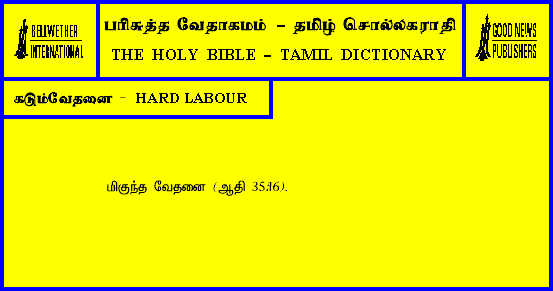 BELLWETHER
INTERNATIONAL
பரிசுத்த வேதாகமம் – தமிழ் சொல்லகராதி
THE HOLY BIBLE – TAMIL DICTIONARY
GOOD NEWS
PUBLISHERS
கடும்வேதனை – HARD LABOUR
மிகுந்த வேதனை (ஆதி 35:16).